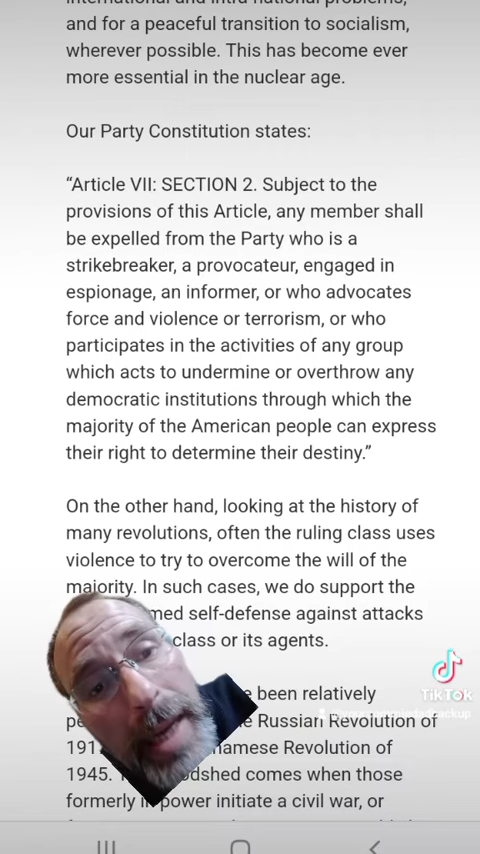 international and intra-national problems,
and for a peaceful transition to socialism,
wherever possible. This has become ever
more essential in the nuclear age.
Our Party Constitution states:
“Article VII: SECTION 2. Subject to the
provisions of this Article, any member shall
be expelled from the Party who is a
strikebreaker, a provocateur, engaged in
espionage, an informer, or who advocates
force and violence or terrorism, or who
participates in the activities of any group
which acts to undermine or overthrow any
democratic institutions through which the
majority of the American people can express
their right to determine their destiny.”
On the other hand, looking at the history of
many revolutions, often the ruling class uses
violence to try to overcome the will of the
majority. In such cases, we do support the
self-defense against attacks
class or its agents.
been relatively
Russian Revolution of
Revolution of
1945. comes when those
formerly in power initiate a civil war, or
TikTok